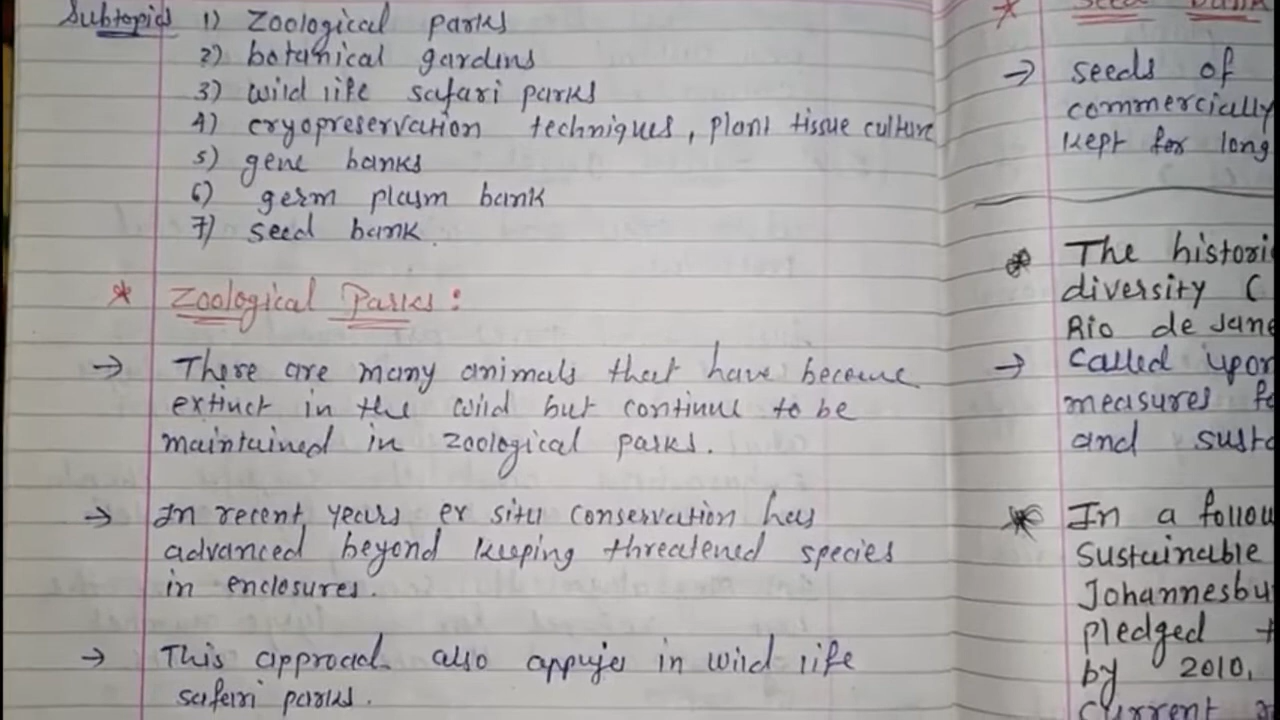 Subtopics 1) Zoological parks
2) botanical gardens
3) wild life safari parks
4) cryopreservation techniques, plant tissue culture
5) gene banks
6) germ plasm bank
7) seed bank.
* Zoological Parks:
→ There are many animals that have become
extinct in the wild but continue to be
maintained in zoological parks.
→ In recent years ex situ conservation has
advanced beyond keeping threatened species
in enclosures.
→ This approach also applies in wild life
safari parks.
* seed bank
→ seeds of
commercially
kept for long
* The histori
diversity (
Rio de Jane
→ called upon
measures fo
and susta
* In a follow
sustainable
Johannesbu
pledged t
by 2010,
current